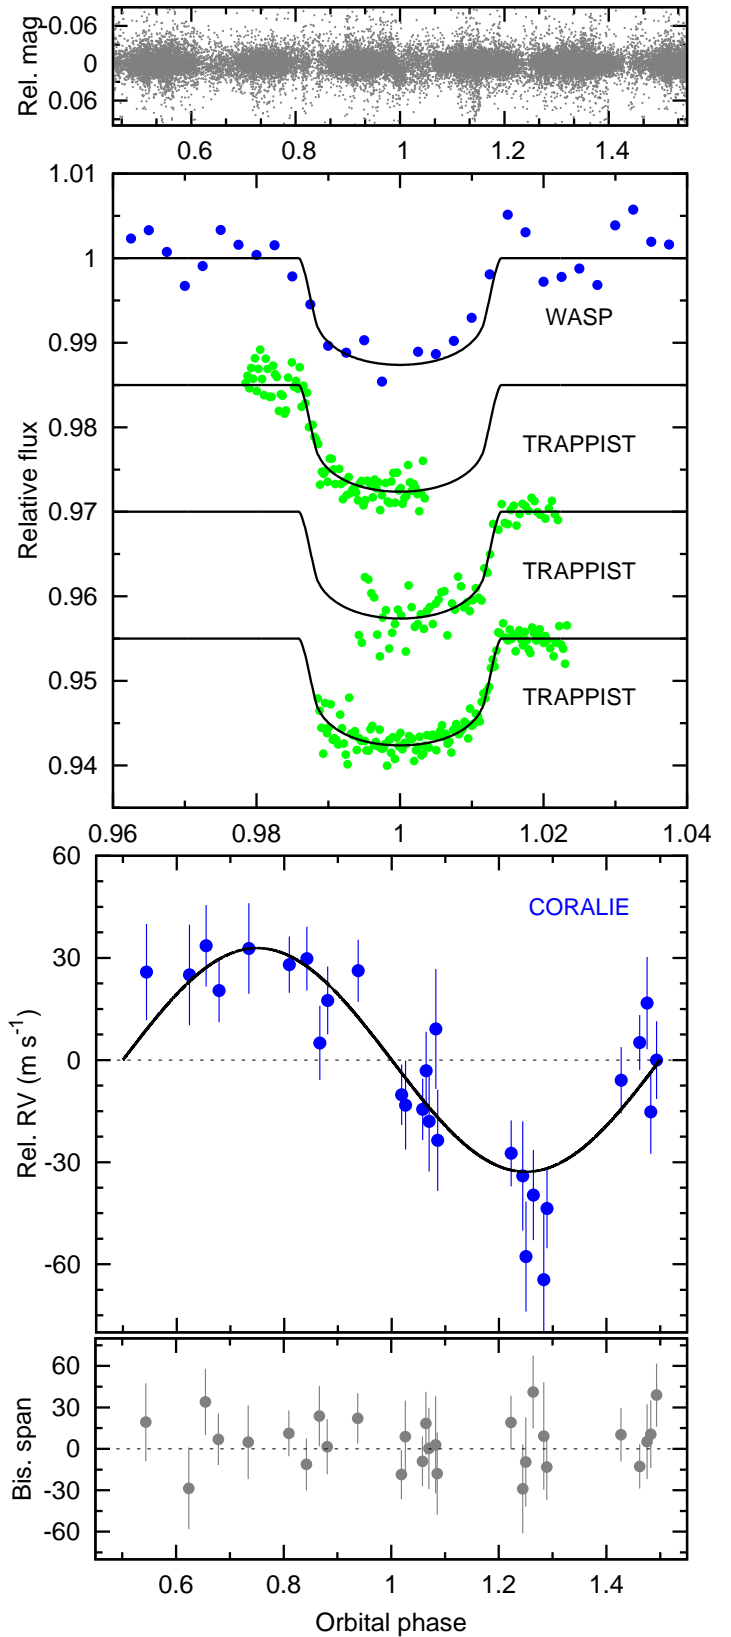 -0.06
0
0.06
Rel. mag
0.6 0.8 1 1.2 1.4
1.01
1
0.99
0.98
0.97
0.96
0.95
0.94
Relative flux
WASP
TRAPPIST
TRAPPIST
TRAPPIST
0.96 0.98 1 1.02 1.04
60
30
0
-30
-60
Rel. RV (m s⁻¹)
CORALIE
60
30
0
-30
-60
Bis. span
0.6 0.8 1 1.2 1.4
Orbital phase